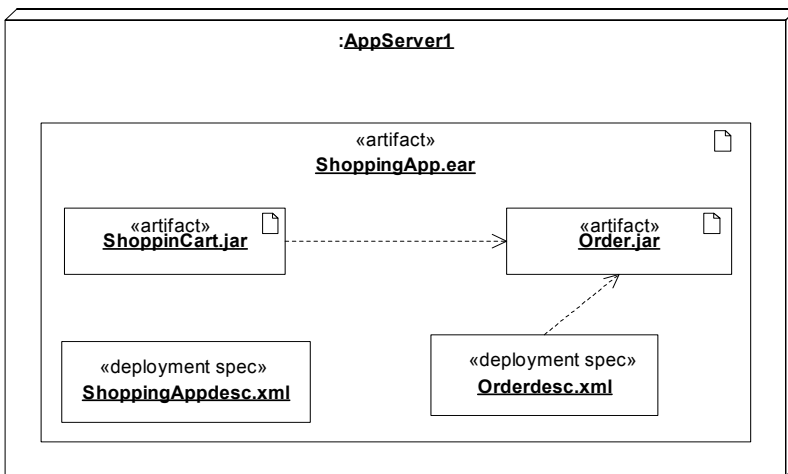 :AppServer1
«artifact»
ShoppingApp.ear
«artifact»
ShoppinCart.jar
«artifact»
Order.jar
«deployment spec»
ShoppingAppdesc.xml
«deployment spec»
Orderdesc.xml